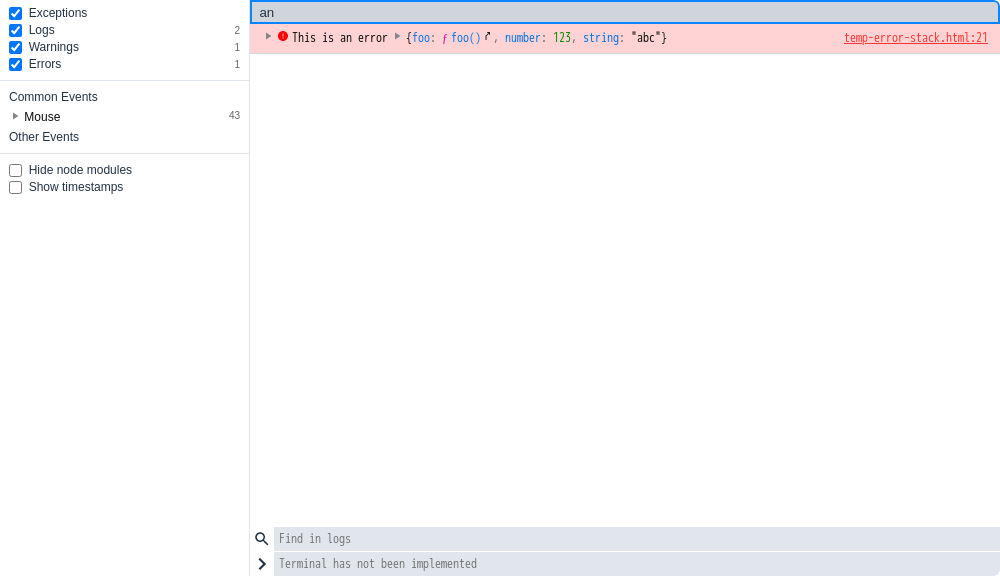 Exceptions
Logs 2
Warnings 1
Errors 1
Common Events
Mouse 43
Other Events
Hide node modules
Show timestamps
an
This is an error {foo: ƒ foo() , number: 123, string: "abc"} temp-error-stack.html:21
Find in logs
Terminal has not been implemented